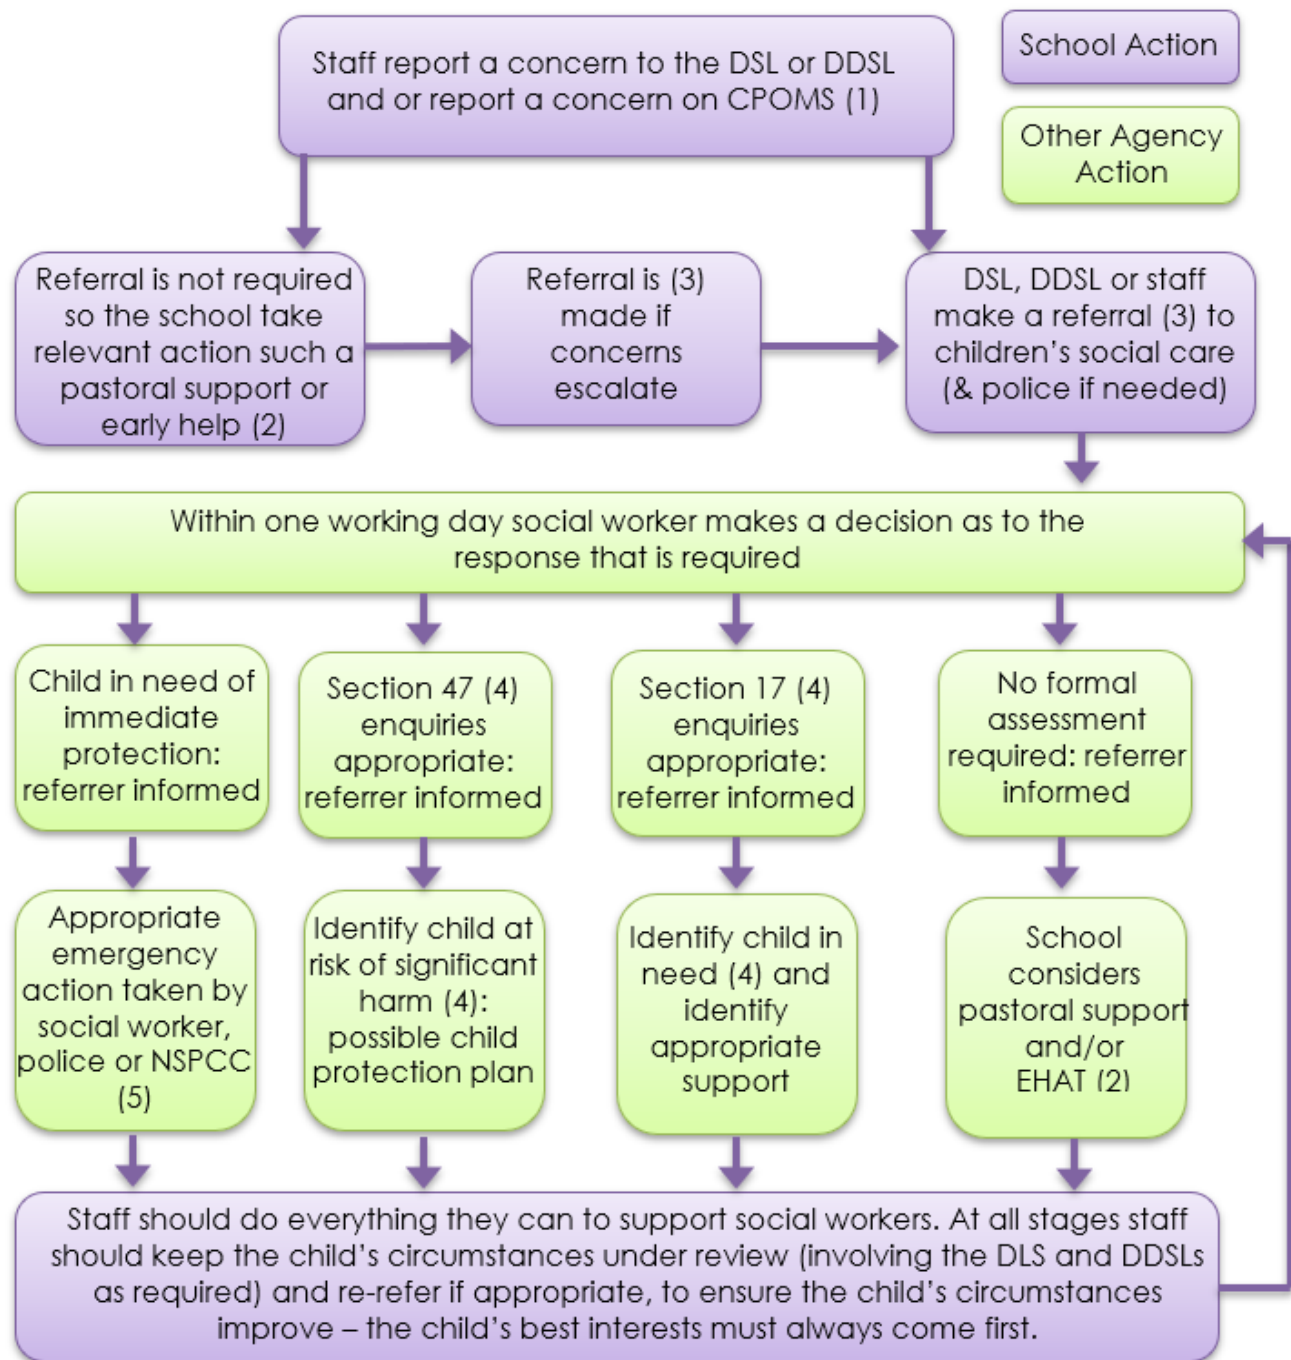 Staff report a concern to the DSL or DDSL
and or report a concern on CPOMS (1)
School Action
Other Agency
Action
Referral is not required
so the school take
relevant action such a
pastoral support or
early help (2)
Referral is (3)
made if
concerns
escalate
DSL, DDSL or staff
make a referral (3) to
children’s social care
(& police if needed)
Within one working day social worker makes a decision as to the
response that is required
Child in need of
immediate
protection:
referrer informed
Section 47 (4)
enquiries
appropriate:
referrer informed
Section 17 (4)
enquiries
appropriate:
referrer informed
No formal
assessment
required: referrer
informed
Appropriate
emergency
action taken by
social worker,
police or NSPCC
(5)
Identify child at
risk of significant
harm (4):
possible child
protection plan
Identify child in
need (4) and
identify
appropriate
support
School
considers
pastoral support
and/or
EHAT (2)
Staff should do everything they can to support social workers. At all stages staff
should keep the child’s circumstances under review (involving the DLS and DDSLs
as required) and re-refer if appropriate, to ensure the child’s circumstances
improve – the child’s best interests must always come first.